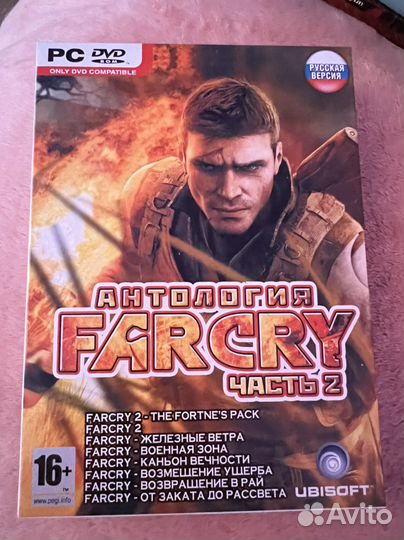 PC DVD ROM
ONLY DVD COMPATIBLE
РУССКАЯ
ВЕРСИЯ
АНТОЛОГИЯ
FARCRY
ЧАСТЬ 2
FARCRY 2 - THE FORTNE'S PACK
FARCRY 2
FARCRY - ЖЕЛЕЗНЫЕ ВЕТРА
FARCRY - ВОЕННАЯ ЗОНА
FARCRY - КАНЬОН ВЕЧНОСТИ
FARCRY - ВОЗМЕЩЕНИЕ УЩЕРБА
FARCRY - ВОЗВРАЩЕНИЕ В РАЙ
FARCRY - ОТ ЗАКАТА ДО РАССВЕТА
16+
www.pegi.info
UBISOFT
Avito